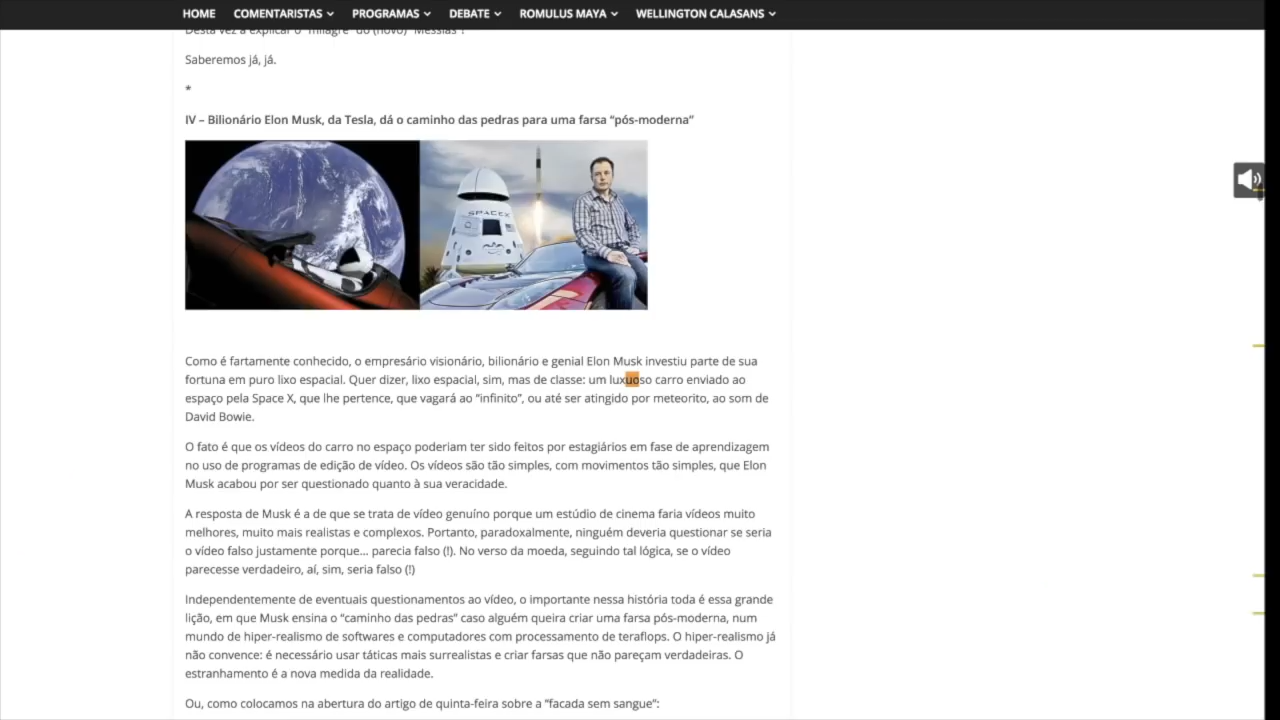 HOME COMENTARISTAS PROGRAMAS DEBATE ROMULUS MAYA WELLINGTON CALASANS
Desta vez a explicar o "milagre" do (novo) "Messias"!
Saberemos já, já.
*
IV – Bilionário Elon Musk, da Tesla, dá o caminho das pedras para uma farsa “pós-moderna”
SPACEX
Como é fartamente conhecido, o empresário visionário, bilionário e genial Elon Musk investiu parte de sua
fortuna em puro lixo espacial. Quer dizer, lixo espacial, sim, mas de classe: um luxuoso carro enviado ao
espaço pela Space X, que lhe pertence, que vagará ao “infinito”, ou até ser atingido por meteorito, ao som de
David Bowie.
O fato é que os vídeos do carro no espaço poderiam ter sido feitos por estagiários em fase de aprendizagem
no uso de programas de edição de vídeo. Os vídeos são tão simples, com movimentos tão simples, que Elon
Musk acabou por ser questionado quanto à sua veracidade.
A resposta de Musk é a de que se trata de vídeo genuíno porque um estúdio de cinema faria vídeos muito
melhores, muito mais realistas e complexos. Portanto, paradoxalmente, ninguém deveria questionar se seria
o vídeo falso justamente porque... parecia falso (!). No verso da moeda, seguindo tal lógica, se o vídeo
parecesse verdadeiro, aí, sim, seria falso (!)
Independentemente de eventuais questionamentos ao vídeo, o importante nessa história toda é essa grande
lição, em que Musk ensina o “caminho das pedras” caso alguém queira criar uma farsa pós-moderna, num
mundo de hiper-realismo de softwares e computadores com processamento de teraflops. O hiper-realismo já
não convence: é necessário usar táticas mais surrealistas e criar farsas que não pareçam verdadeiras. O
estranhamento é a nova medida da realidade.
Ou, como colocamos na abertura do artigo de quinta-feira sobre a “facada sem sangue”: